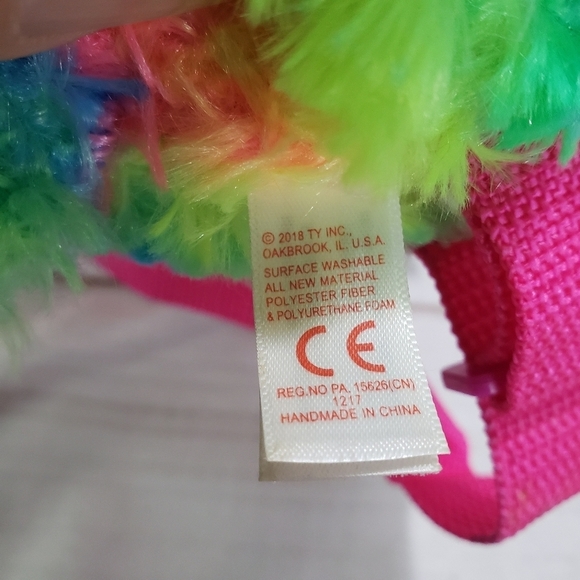 © 2018 TY INC.,
OAKBROOK, IL. U.S.A.
SURFACE WASHABLE
ALL NEW MATERIAL
POLYESTER FIBER
& POLYURETHANE FOAM
CE
REG.NO PA. 15626(CN)
1217
HANDMADE IN CHINA